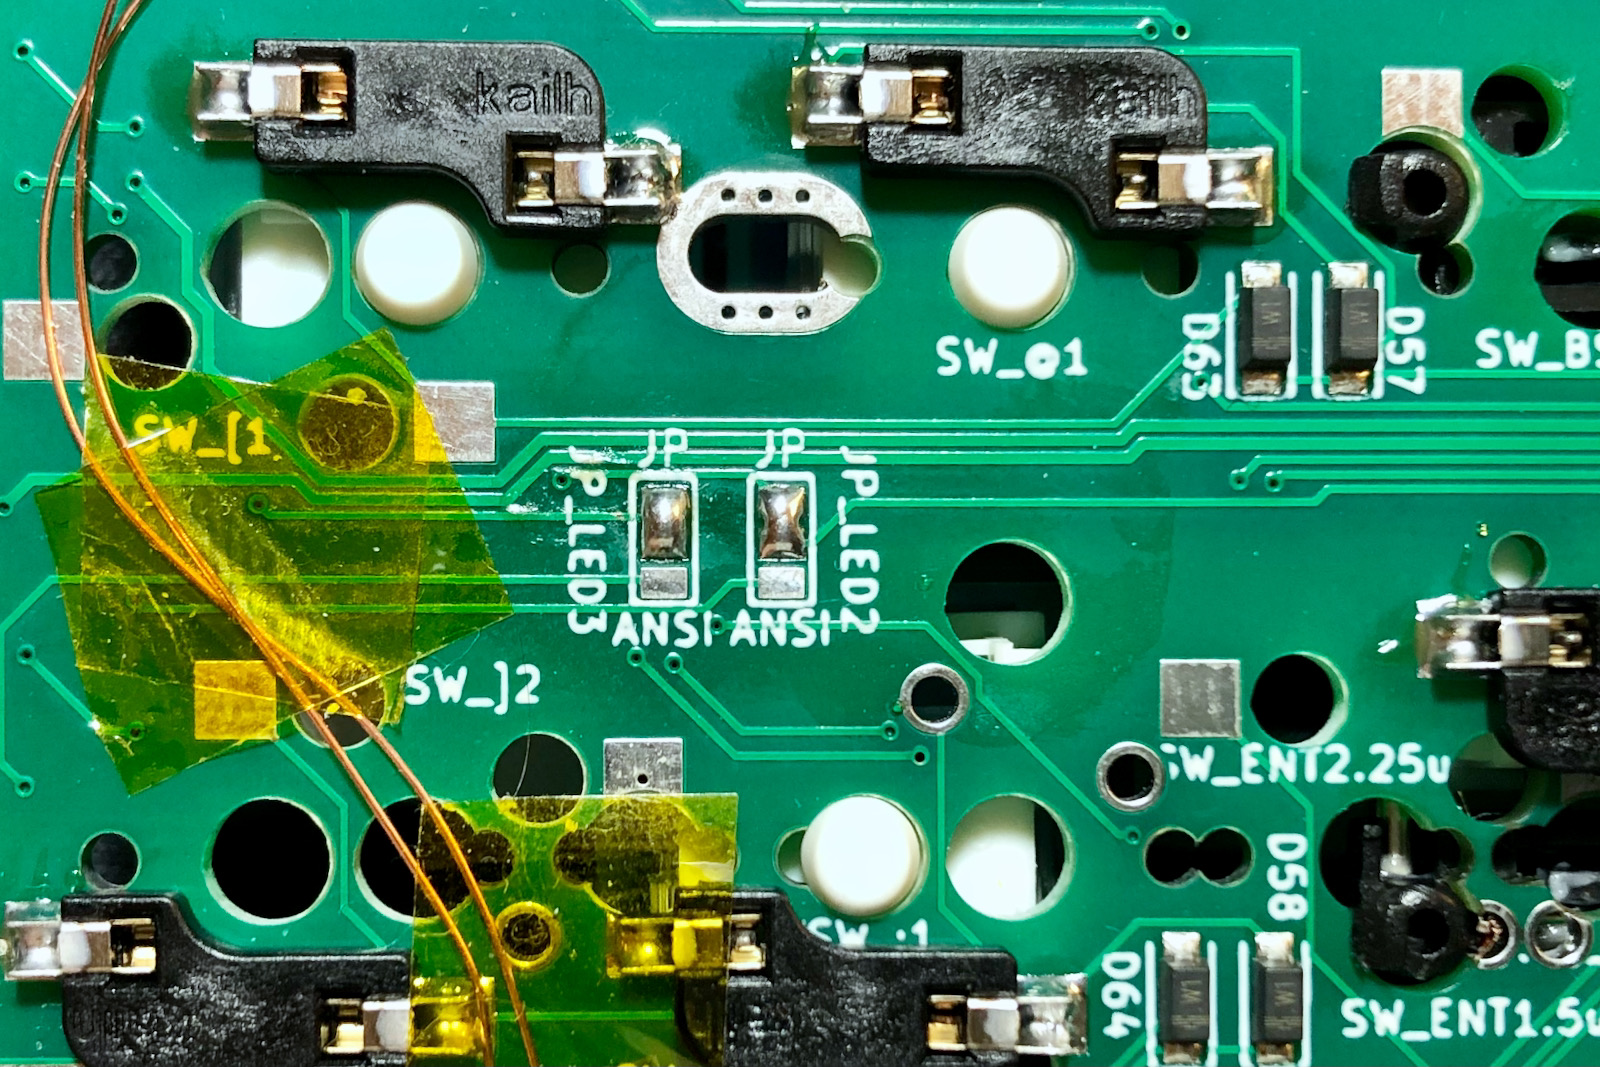 kailh
kailh
SW_@1
D63
D57
SW_BS
SW_[1
JP
JP
JP_LED3
JP_LED2
ANSI
ANSI
SW_]2
SW_ENT2.25u
D58
SW_:1
D64
SW_ENT1.5u